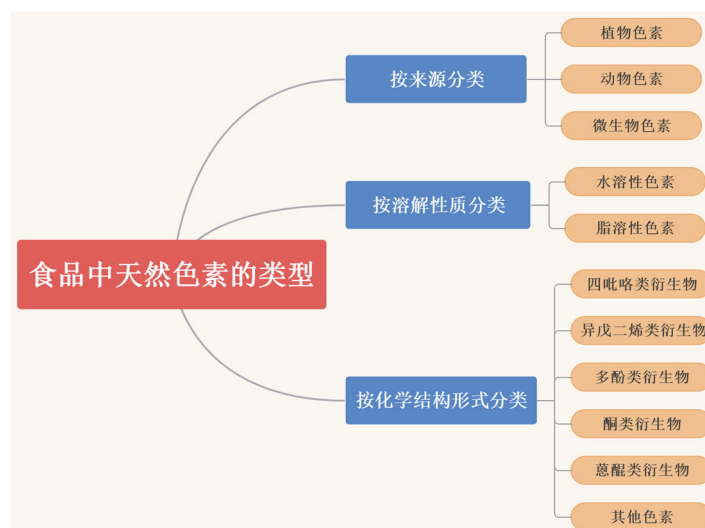 食品中天然色素的类型
按来源分类
植物色素
动物色素
微生物色素
按溶解性质分类
水溶性色素
脂溶性色素
按化学结构形式分类
四吡咯类衍生物
异戊二烯类衍生物
多酚类衍生物
酮类衍生物
蒽醌类衍生物
其他色素